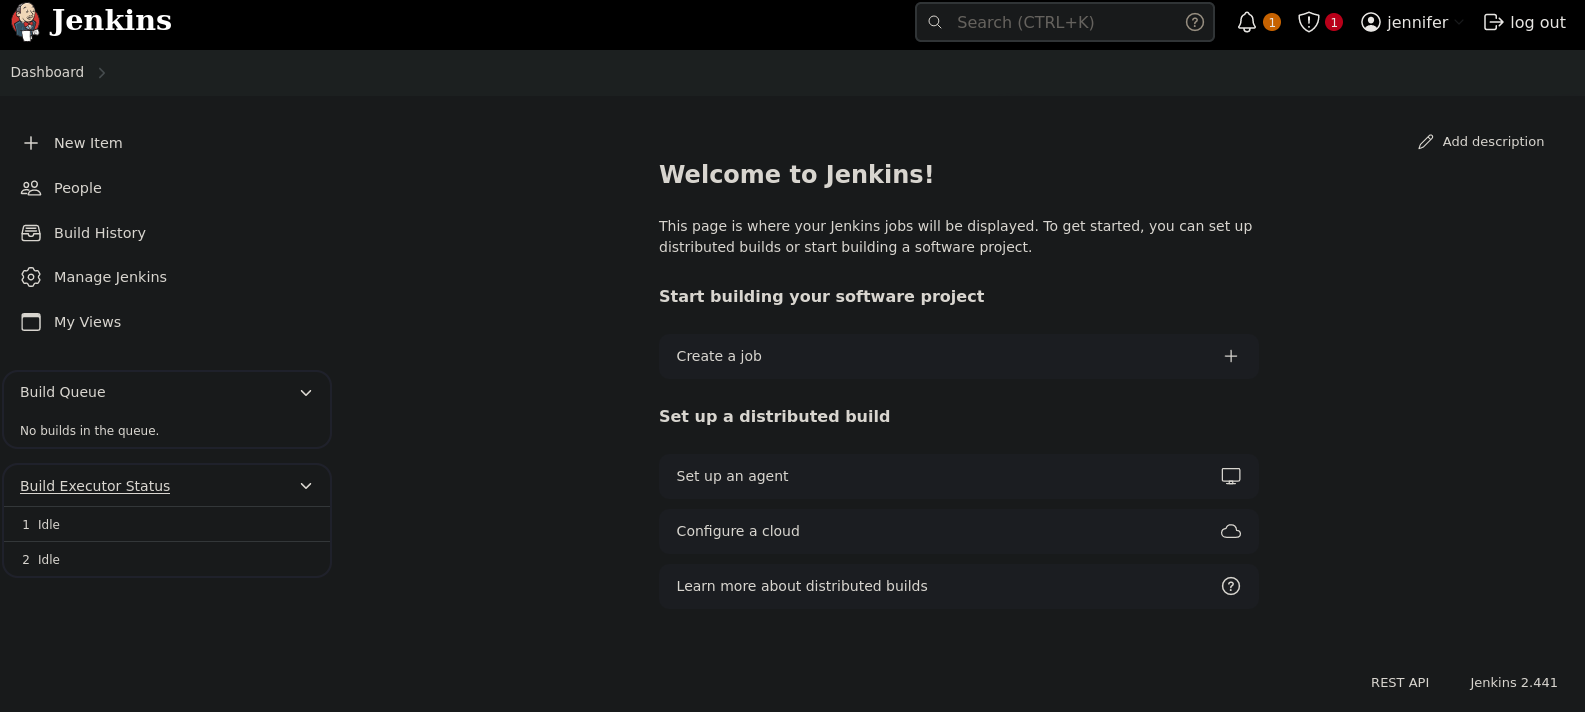 Jenkins
Search (CTRL+K)
1
1
jennifer
log out
Dashboard
New Item
People
Build History
Manage Jenkins
My Views
Build Queue
No builds in the queue.
Build Executor Status
1 Idle
2 Idle
Add description
Welcome to Jenkins!
This page is where your Jenkins jobs will be displayed. To get started, you can set up
distributed builds or start building a software project.
Start building your software project
Create a job
Set up a distributed build
Set up an agent
Configure a cloud
Learn more about distributed builds
REST API
Jenkins 2.441